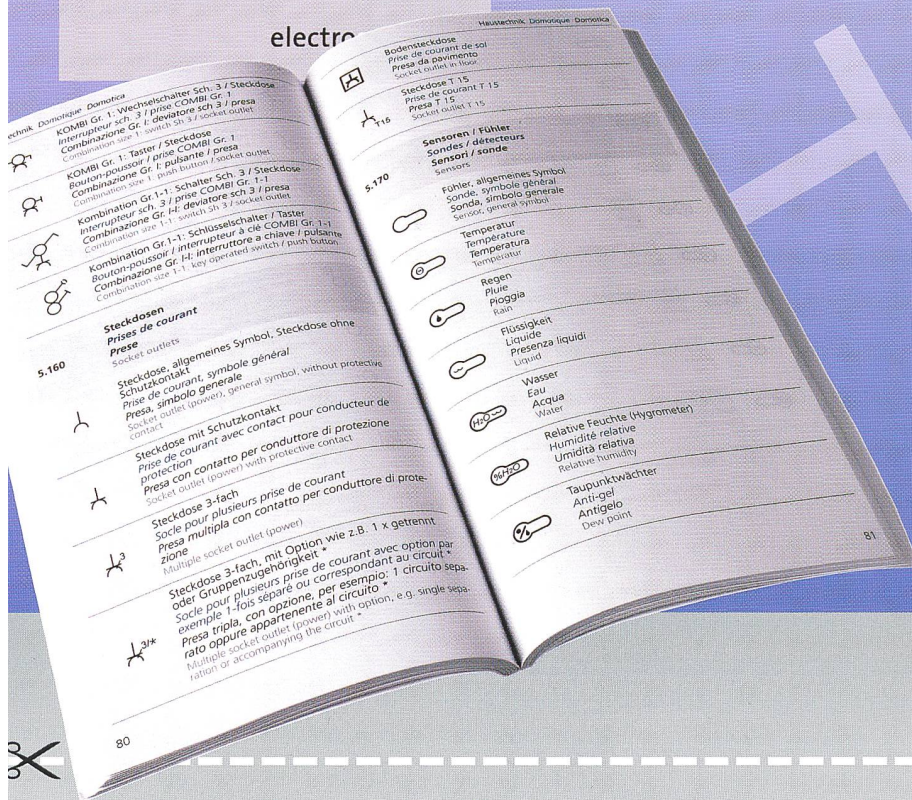 electro
echnik Domotique Domotica
KOMBI Gr. 1: Wechselschalter Sch. 3 / Steckdose
Interrupteur sch. 3 / prise COMBI Gr. 1
Combinazione Gr. I: deviatore sch 3 / presa
Combination size 1: switch Sh 3 / socket outlet
KOMBI Gr. 1: Taster / Steckdose
Bouton-poussoir / prise COMBI Gr. 1
Combinazione Gr. I: pulsante / presa
Combination size 1: push button / socket outlet
Kombination Gr.1-1: Schalter Sch. 3 / Steckdose
Interrupteur sch. 3 / prise COMBI Gr. 1-1
Combinazione Gr. I-I: deviatore sch 3 / presa
Combination size 1-1: switch Sh 3 / socket outlet
Kombination Gr.1-1: Schlüsselschalter / Taster
Bouton-poussoir / interrupteur à clé COMBI Gr. 1-1
Combinazione Gr. I-I: interruttore a chiave / pulsante
Combination size 1-1: key operated switch / push button
5.160
Steckdosen
Prises de courant
Prese
Socket outlets
Steckdose, allgemeines Symbol, Steckdose ohne
Schutzkontakt
Prise de courant, symbole général
Presa, simbolo generale
Socket outlet (power), general symbol, without protective
contact
Steckdose mit Schutzkontakt
Prise de courant avec contact pour conducteur de
protection
Presa con contatto per conduttore di protezione
Socket outlet (power) with protective contact
3
Steckdose 3-fach
Socle pour plusieurs prise de courant
Presa multipla con contatto per conduttore di prote-
zione
Multiple socket outlet (power)
3/*
Steckdose 3-fach, mit Option wie z.B. 1 x getrennt
oder Gruppenzugehörigkeit *
Socle pour plusieurs prise de courant avec option par
exemple 1-fois séparé ou correspondant au circuit *
Presa tripla, con opzione, per esempio: 1 circuito sepa-
rato oppure appartenente al circuito *
Multiple socket outlet (power) with option, e.g. single sepa-
ration or accompanying the circuit *
80
Haustechnik Domotique Domotica
Bodensteckdose
Prise de courant de sol
Presa da pavimento
Socket outlet in floor
T15
Steckdose T 15
Prise de courant T 15
Presa T 15
Socket outlet T 15
5.170
Sensoren / Fühler
Sondes / détecteurs
Sensori / sonde
Sensors
Fühler, allgemeines Symbol
Sonde, symbole général
Sonda, simbolo generale
Sensor, general symbol
Temperatur
Température
Temperatura
Temperatur
Regen
Pluie
Pioggia
Rain
Flüssigkeit
Liquide
Presenza liquidi
Liquid
H₂O
Wasser
Eau
Acqua
Water
%H₂O
Relative Feuchte (Hygrometer)
Humidité relative
Umidità relativa
Relative humidity
Taupunktwächter
Anti-gel
Antigelo
Dew point
81